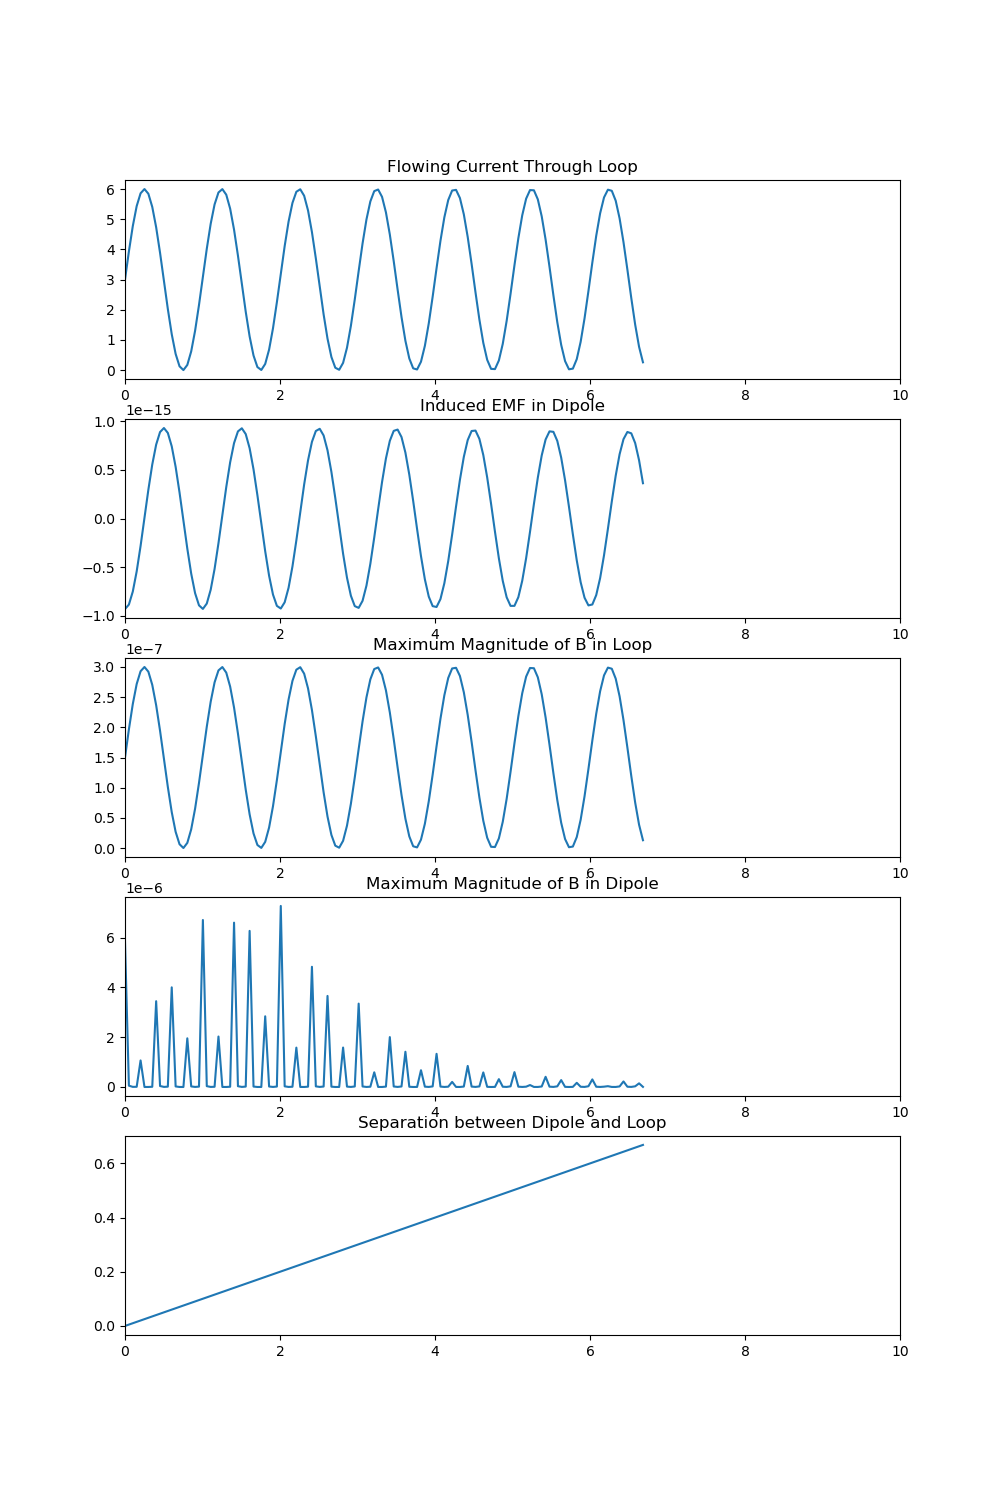 Flowing Current Through Loop
6
5
4
3
2
1
0
0 2 4 6 8 10
Induced EMF in Dipole
1e−15
1.0
0.5
0.0
−0.5
−1.0
0 2 4 6 8 10
Maximum Magnitude of B in Loop
1e−7
3.0
2.5
2.0
1.5
1.0
0.5
0.0
0 2 4 6 8 10
Maximum Magnitude of B in Dipole
1e−6
6
4
2
0
0 2 4 6 8 10
Separation between Dipole and Loop
0.6
0.4
0.2
0.0
0 2 4 6 8 10